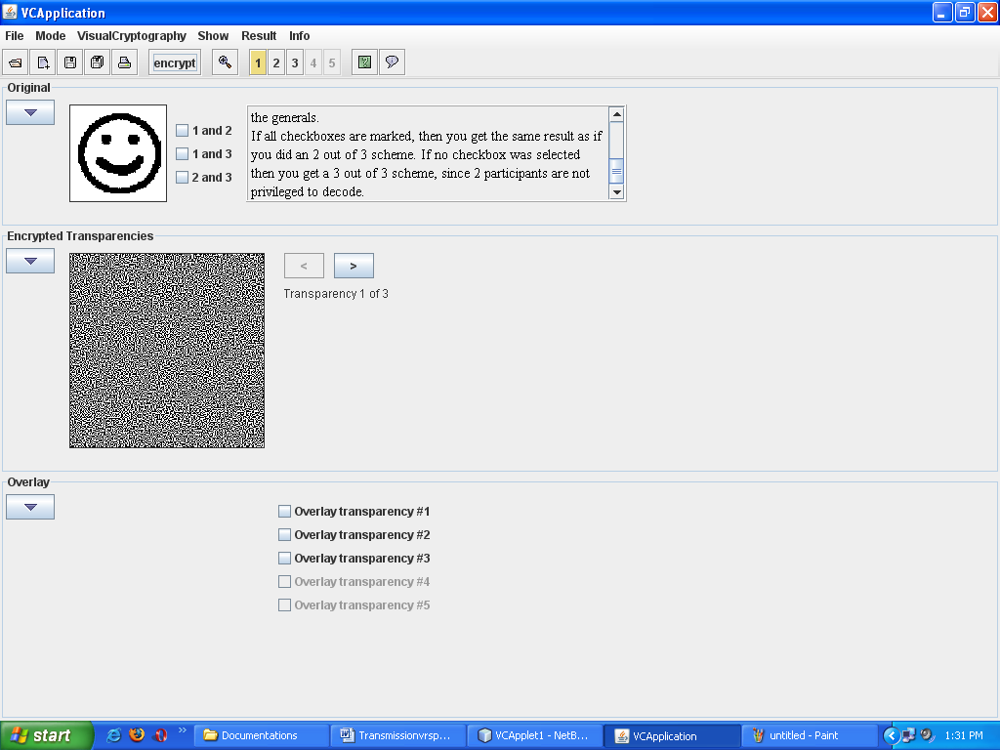 VCApplication
File Mode VisualCryptography Show Result Info
encrypt 1 2 3 4 5
Original
1 and 2
1 and 3
2 and 3
the generals.
If all checkboxes are marked, then you get the same result as if
you did an 2 out of 3 scheme. If no checkbox was selected
then you get a 3 out of 3 scheme, since 2 participants are not
privileged to decode.
Encrypted Transparencies
< >
Transparency 1 of 3
Overlay
Overlay transparency #1
Overlay transparency #2
Overlay transparency #3
Overlay transparency #4
Overlay transparency #5
start Documentations Transmissionvrsp... VCApplet1 - NetB... VCApplication untitled - Paint 1:31 PM